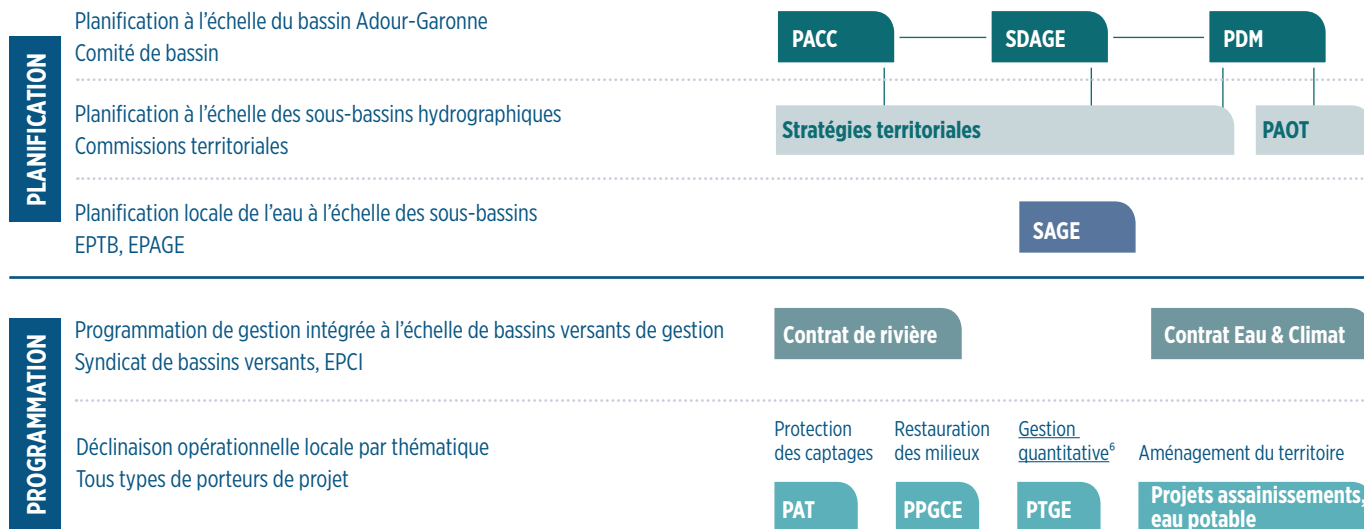 PLANIFICATION
Planification à l'échelle du bassin Adour-Garonne
Comité de bassin
PACC
SDAGE
PDM
Planification à l'échelle des sous-bassins hydrographiques
Commissions territoriales
Stratégies territoriales
PAOT
Planification locale de l'eau à l'échelle des sous-bassins
EPTB, EPAGE
SAGE
PROGRAMMATION
Programmation de gestion intégrée à l'échelle de bassins versants de gestion
Syndicat de bassins versants, EPCI
Contrat de rivière
Contrat Eau & Climat
Déclinaison opérationnelle locale par thématique
Tous types de porteurs de projet
Protection
des captages
Restauration
des milieux
Gestion
quantitative⁶
Aménagement du territoire
PAT
PPGCE
PTGE
Projets assainissements,
eau potable